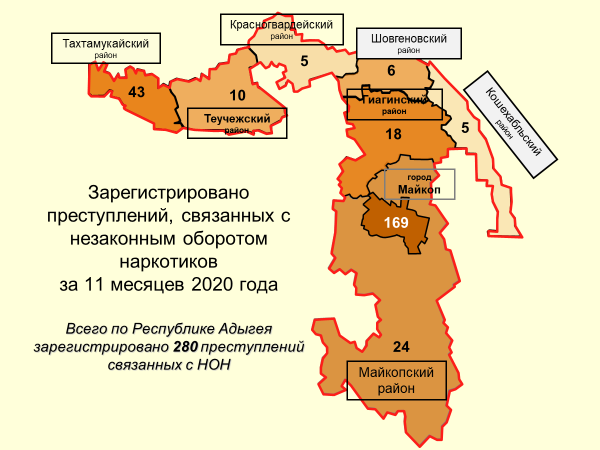 Красногвардейский
район
Шовгеновский
район
Тахтамукайский
район
5
6
43
10
Гиагинский
район
Кошехабльский
район
Теучежский
район
18
5
город
Майкоп
169
Зарегистрировано
преступлений, связанных с
незаконным оборотом
наркотиков
за 11 месяцев 2020 года
Всего по Республике Адыгея
зарегистрировано 280 преступлений
связанных с НОН
24
Майкопский
район